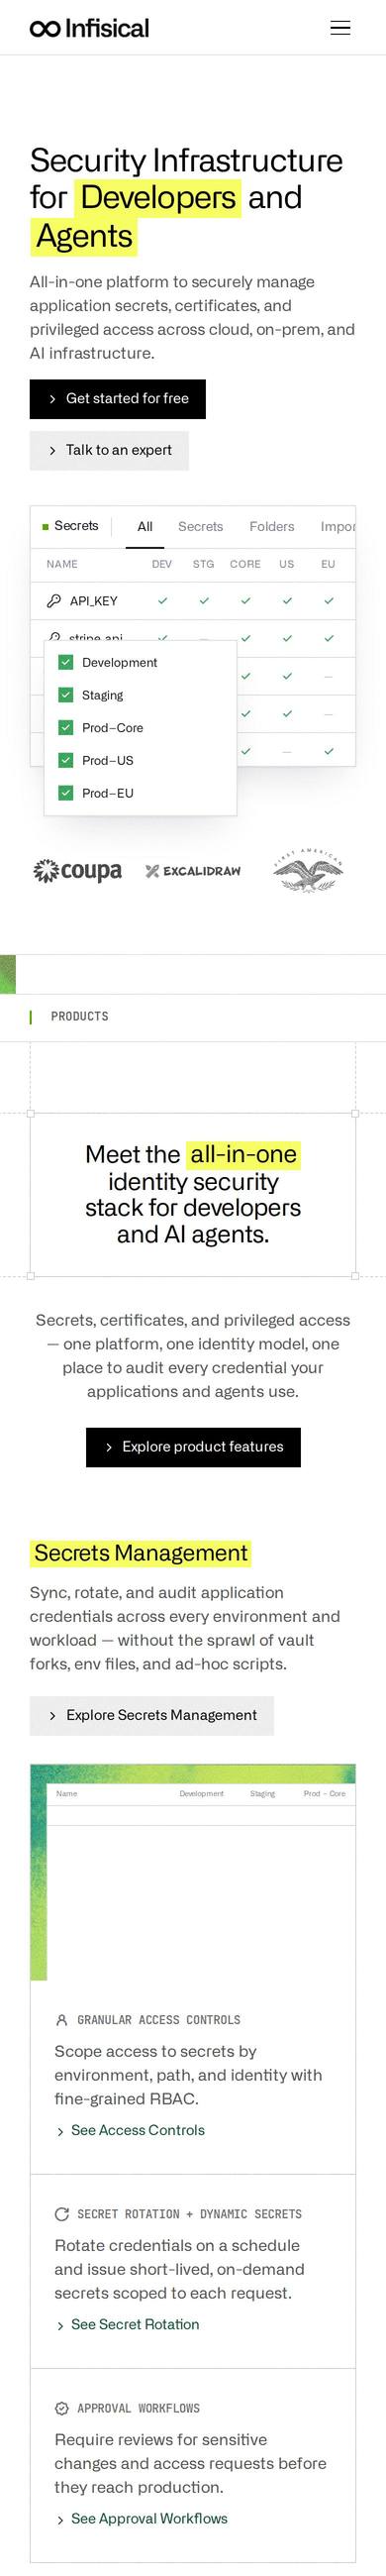 Infisical
Security Infrastructure
for Developers and
Agents
All-in-one platform to securely manage
application secrets, certificates, and
privileged access across cloud, on-prem, and
AI infrastructure.
Get started for free
Talk to an expert
Secrets All Secrets Folders Impor
NAME DEV STG CORE US EU
API_KEY
stripe_api
Development
Staging
Prod-Core
Prod-US
Prod-EU
coupa EXCALIDRAW FIRST AMERICAN
PRODUCTS
Meet the all-in-one
identity security
stack for developers
and AI agents.
Secrets, certificates, and privileged access
— one platform, one identity model, one
place to audit every credential your
applications and agents use.
Explore product features
Secrets Management
Sync, rotate, and audit application
credentials across every environment and
workload — without the sprawl of vault
forks, env files, and ad-hoc scripts.
Explore Secrets Management
Name Development Staging Prod - Core
GRANULAR ACCESS CONTROLS
Scope access to secrets by
environment, path, and identity with
fine-grained RBAC.
See Access Controls
SECRET ROTATION + DYNAMIC SECRETS
Rotate credentials on a schedule
and issue short-lived, on-demand
secrets scoped to each request.
See Secret Rotation
APPROVAL WORKFLOWS
Require reviews for sensitive
changes and access requests before
they reach production.
See Approval Workflows